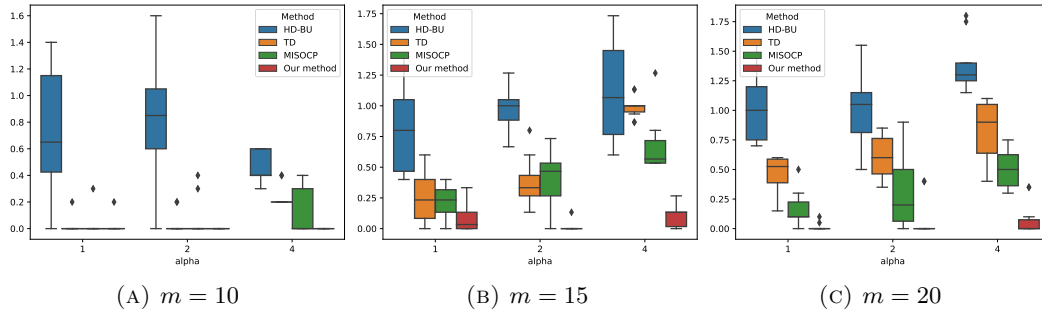 Method
HD-BU
TD
MISOCP
Our method
1.6
1.4
1.2
1.0
0.8
0.6
0.4
0.2
0.0
1
2
4
alpha
(A) m = 10
Method
HD-BU
TD
MISOCP
Our method
1.75
1.50
1.25
1.00
0.75
0.50
0.25
0.00
1
2
4
alpha
(B) m = 15
Method
HD-BU
TD
MISOCP
Our method
1.75
1.50
1.25
1.00
0.75
0.50
0.25
0.00
1
2
4
alpha
(C) m = 20